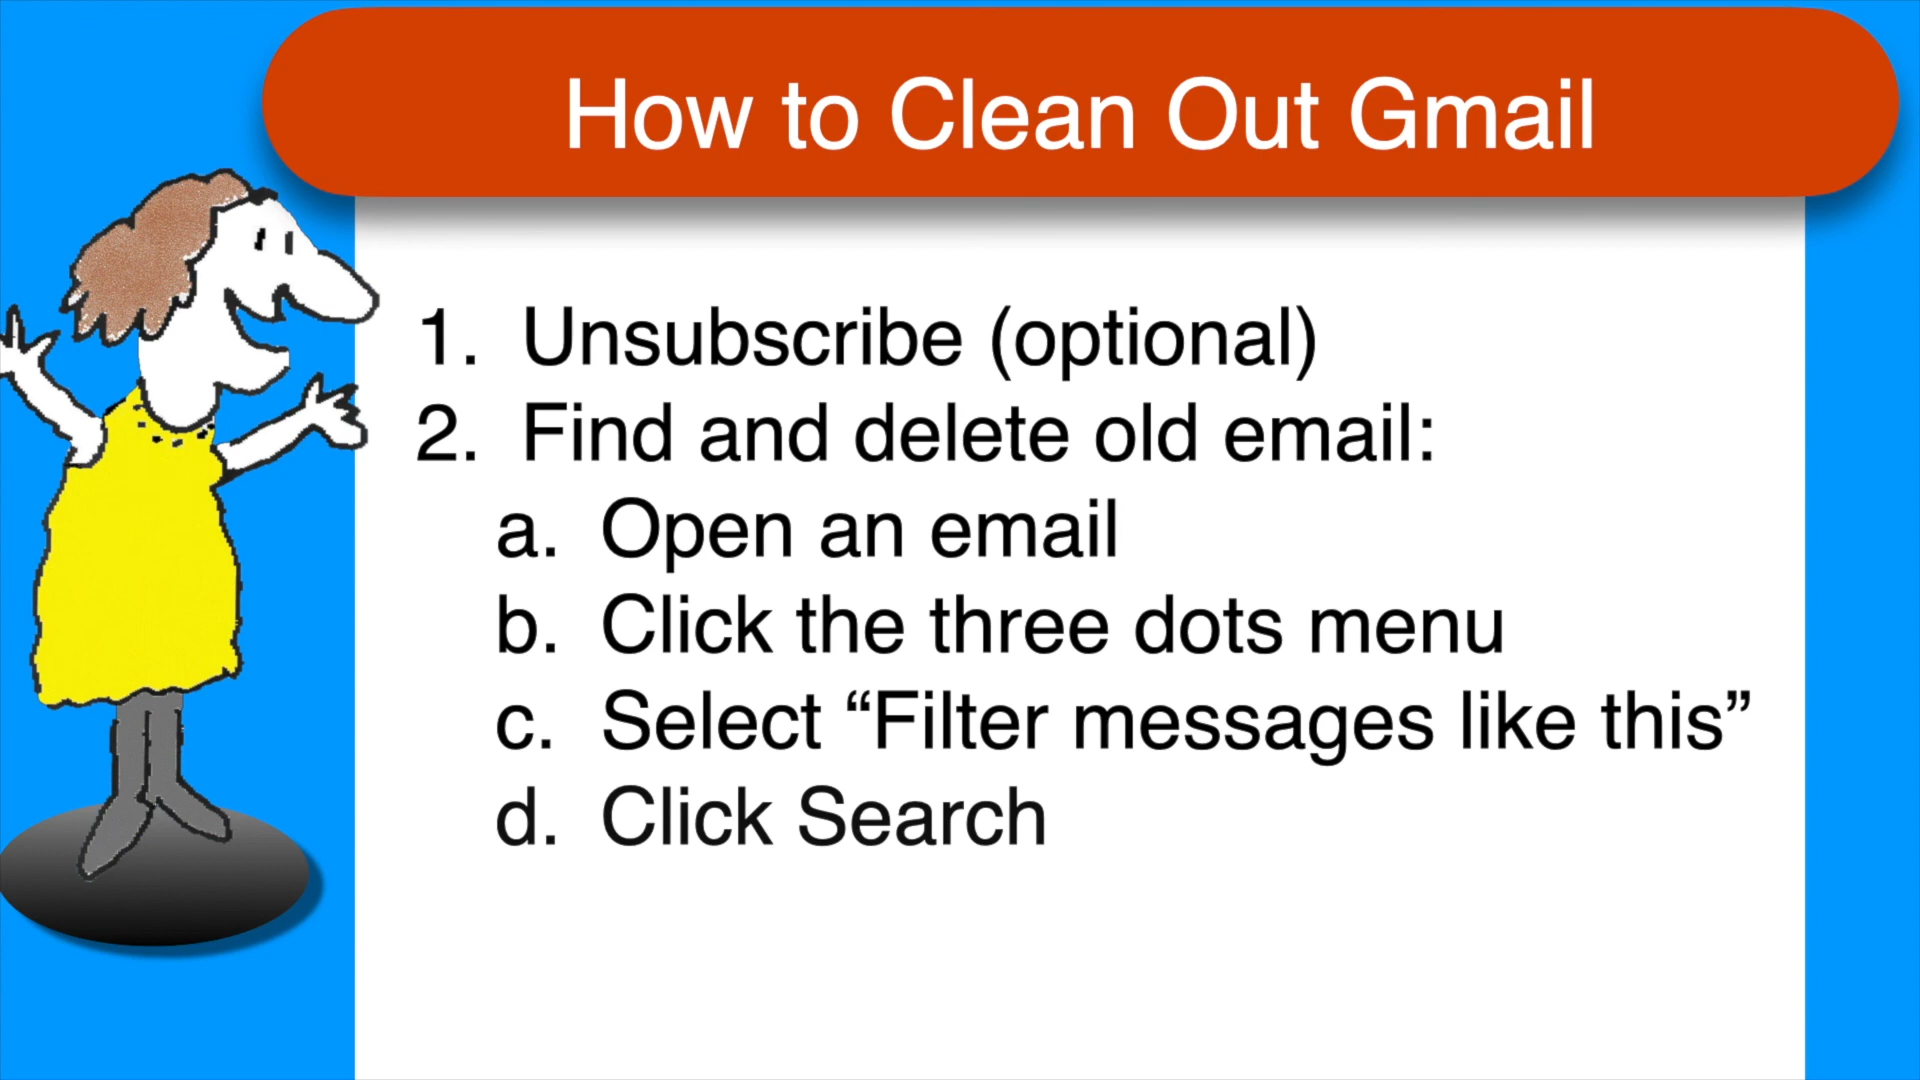 How to Clean Out Gmail
1. Unsubscribe (optional)
2. Find and delete old email:
a. Open an email
b. Click the three dots menu
c. Select “Filter messages like this”
d. Click Search